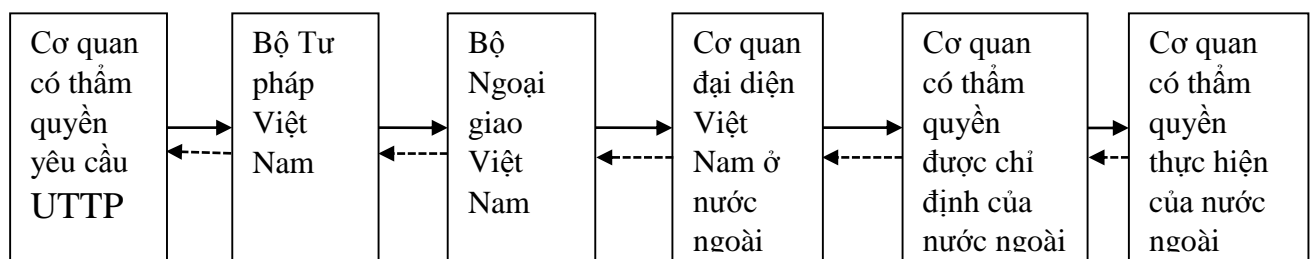 Cơ quan
có thẩm
quyền
yêu cầu
UTTP
Bộ Tư
pháp
Việt
Nam
Bộ
Ngoại
giao
Việt
Nam
Cơ quan
đại diện
Việt
Nam ở
nước
ngoài
Cơ quan
có thẩm
quyền
được chỉ
định của
nước ngoài
Cơ quan
có thẩm
quyền
thực hiện
của nước
ngoài